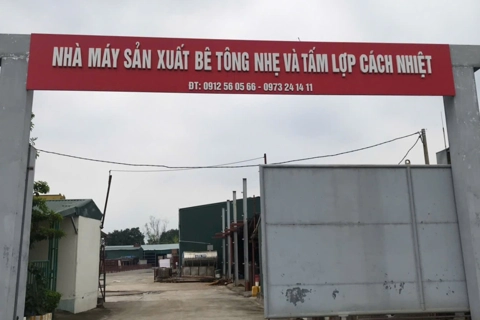 NHÀ MÁY SẢN XUẤT BÊ TÔNG NHẸ VÀ TẤM LỢP CÁCH NHIỆT
ĐT: 0912 56 05 66 - 0973 24 14 11